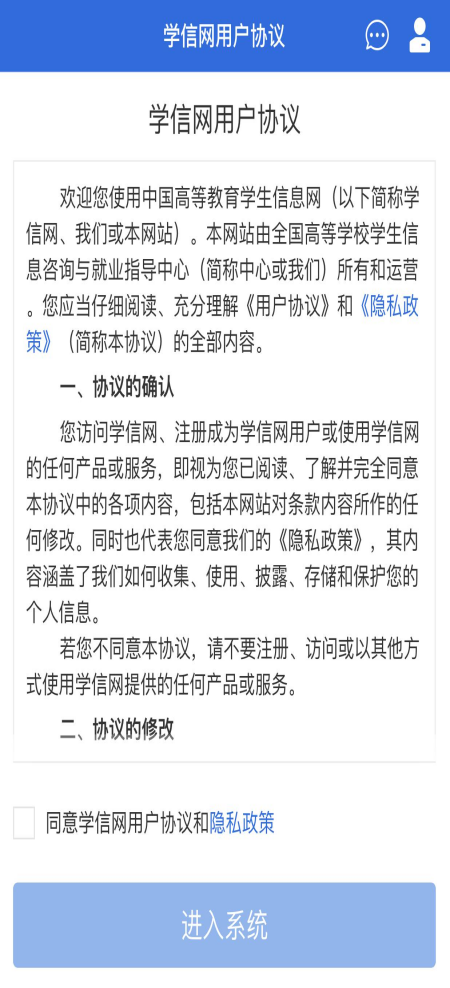 学信网用户协议
学信网用户协议
欢迎您使用中国高等教育学生信息网（以下简称学
信网、我们或本网站）。本网站由全国高等学校学生信
息咨询与就业指导中心（简称中心或我们）所有和运营
。您应当仔细阅读、充分理解《用户协议》和《隐私政
策》（简称本协议）的全部内容。
一、协议的确认
您访问学信网、注册成为学信网用户或使用学信网
的任何产品或服务，即视为您已阅读、了解并完全同意
本协议中的各项内容，包括本网站对条款内容所作的任
何修改。同时也代表您同意我们的《隐私政策》，其内
容涵盖了我们如何收集、使用、披露、存储和保护您的
个人信息。
若您不同意本协议，请不要注册、访问或以其他方
式使用学信网提供的任何产品或服务。
二、协议的修改
同意学信网用户协议和隐私政策
进入系统